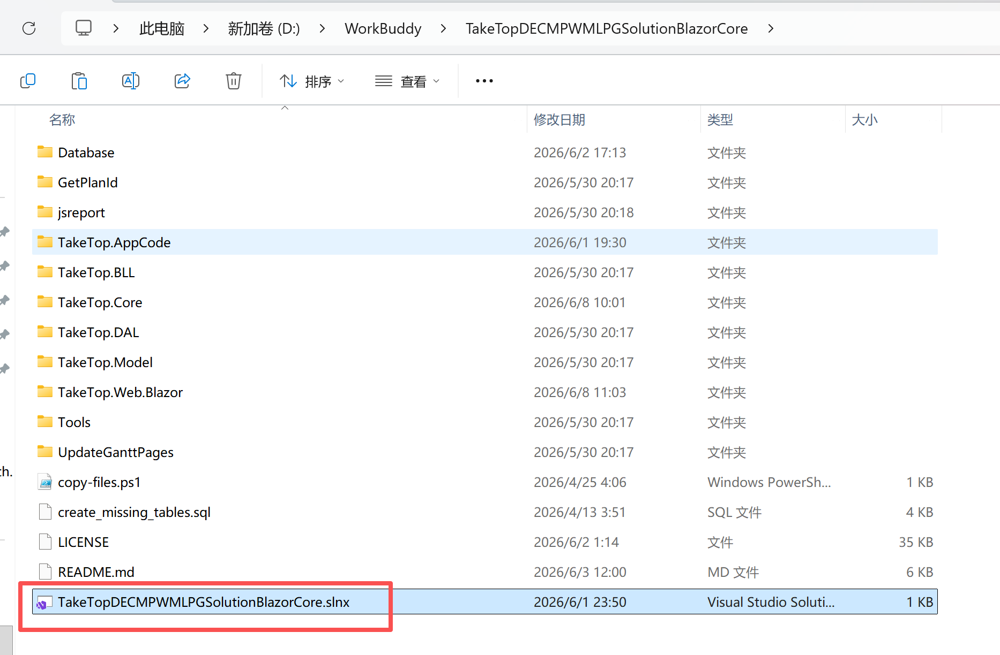 此电脑 新加卷 (D:) WorkBuddy TakeTopDECMPWMLPGSolutionBlazorCore
排序 查看
名称 修改日期 类型 大小
Database 2026/6/2 17:13 文件夹
GetPlanId 2026/5/30 20:17 文件夹
jsreport 2026/5/30 20:18 文件夹
TakeTop.AppCode 2026/6/1 19:30 文件夹
TakeTop.BLL 2026/5/30 20:17 文件夹
TakeTop.Core 2026/6/8 10:01 文件夹
TakeTop.DAL 2026/5/30 20:17 文件夹
TakeTop.Model 2026/5/30 20:17 文件夹
TakeTop.Web.Blazor 2026/6/8 11:03 文件夹
Tools 2026/5/30 20:17 文件夹
UpdateGanttPages 2026/5/30 20:17 文件夹
th.
copy-files.ps1 2026/4/25 4:06 Windows PowerSh... 1 KB
create_missing_tables.sql 2026/4/13 3:51 SQL 文件 4 KB
LICENSE 2026/6/2 1:14 文件 35 KB
README.md 2026/6/3 12:00 MD 文件 6 KB
TakeTopDECMPWMLPGSolutionBlazorCore.slnx 2026/6/1 23:50 Visual Studio Soluti... 1 KB